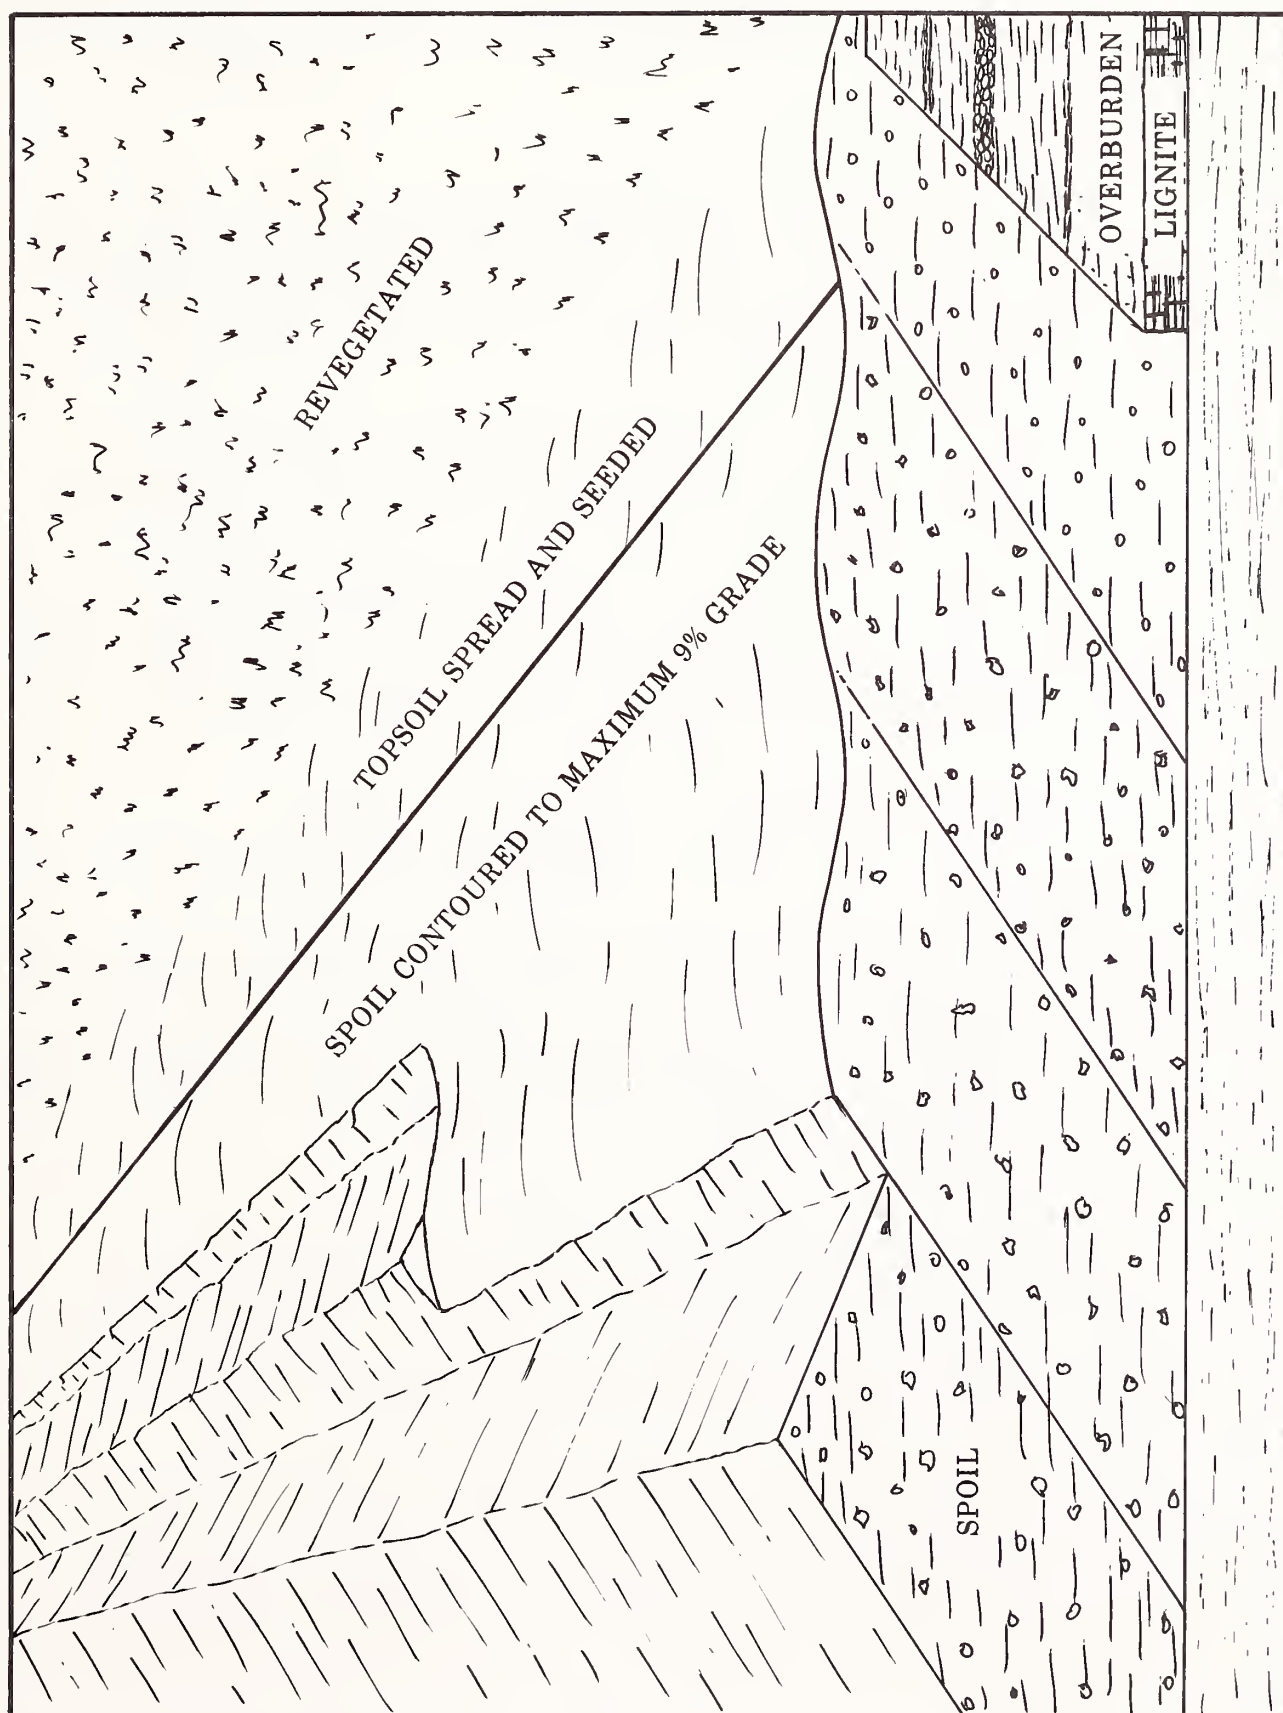 REVEGETATED
TOPSOIL SPREAD AND SEEDED
SPOIL CONTOURED TO MAXIMUM 9% GRADE
OVERBURDEN
LIGNITE
SPOIL